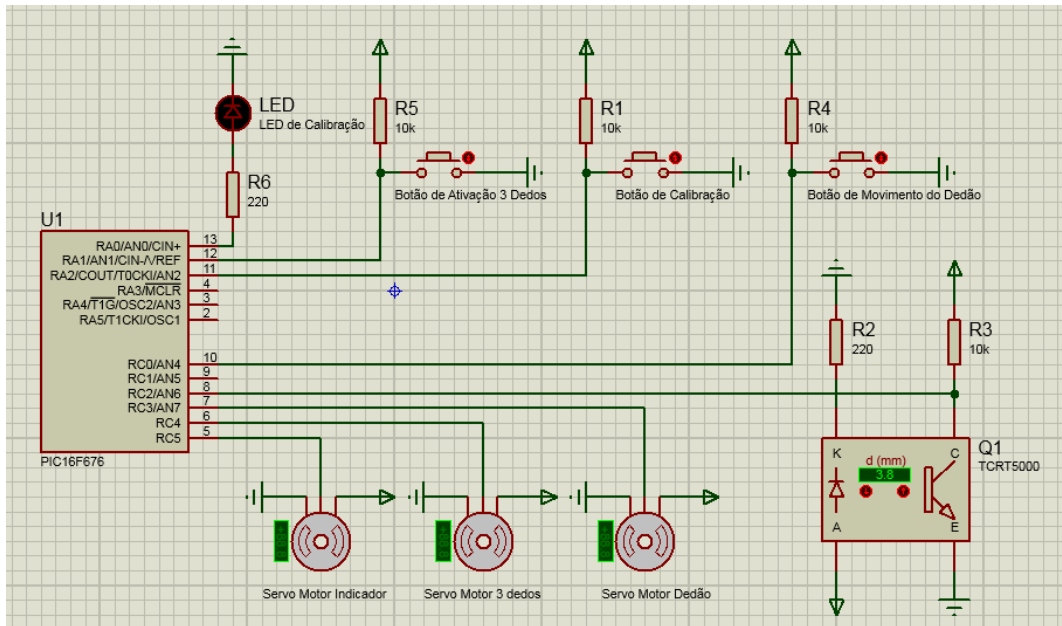 LED
LED de Calibração
R5
10k
R1
10k
R4
10k
R6
220
Botão de Ativação 3 Dedos
Botão de Calibração
Botão de Movimento do Dedão
U1
RA0/AN0/CIN+
13
RA1/AN1/CIN-/VREF
12
RA2/COUT/T0CKI/AN2
11
RA3/MCLR
4
RA4/T1G/OSC2/AN3
3
RA5/T1CKI/OSC1
2
RC0/AN4
10
RC1/AN5
9
RC2/AN6
8
RC3/AN7
7
RC4
6
RC5
5
PIC16F676
R2
220
R3
10k
Q1
TCRT5000
K
d (mm)
C
3.8
A
E
Servo Motor Indicador
Servo Motor 3 dedos
Servo Motor Dedão